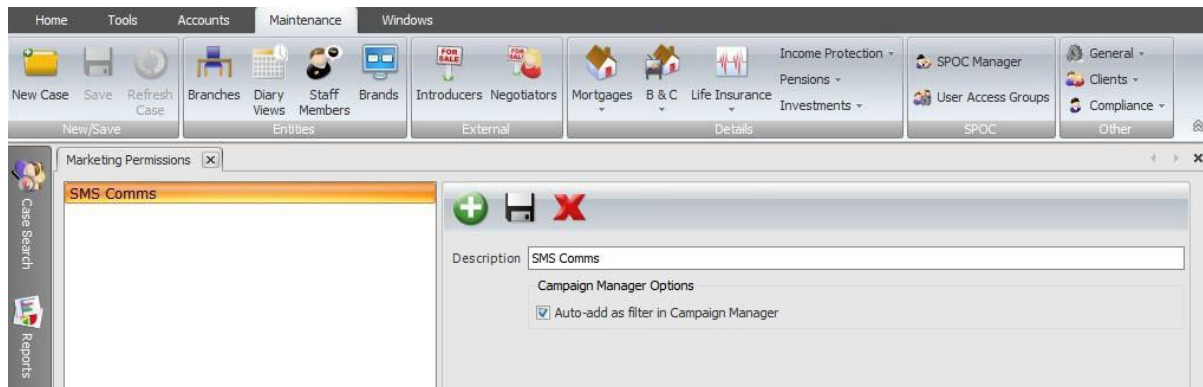 Home Tools Accounts Maintenance Windows
New Case Save Refresh Case
Branches Diary Views Staff Members Brands
FOR SALE
Introducers Negotiators
Mortgages B & C Life Insurance
Income Protection
Pensions
Investments
SPOC Manager
User Access Groups
General
Clients
Compliance
New/Save Entities External Details SPOC Other
Marketing Permissions
Case Search
Reports
SMS Comms
Description SMS Comms
Campaign Manager Options
Auto-add as filter in Campaign Manager